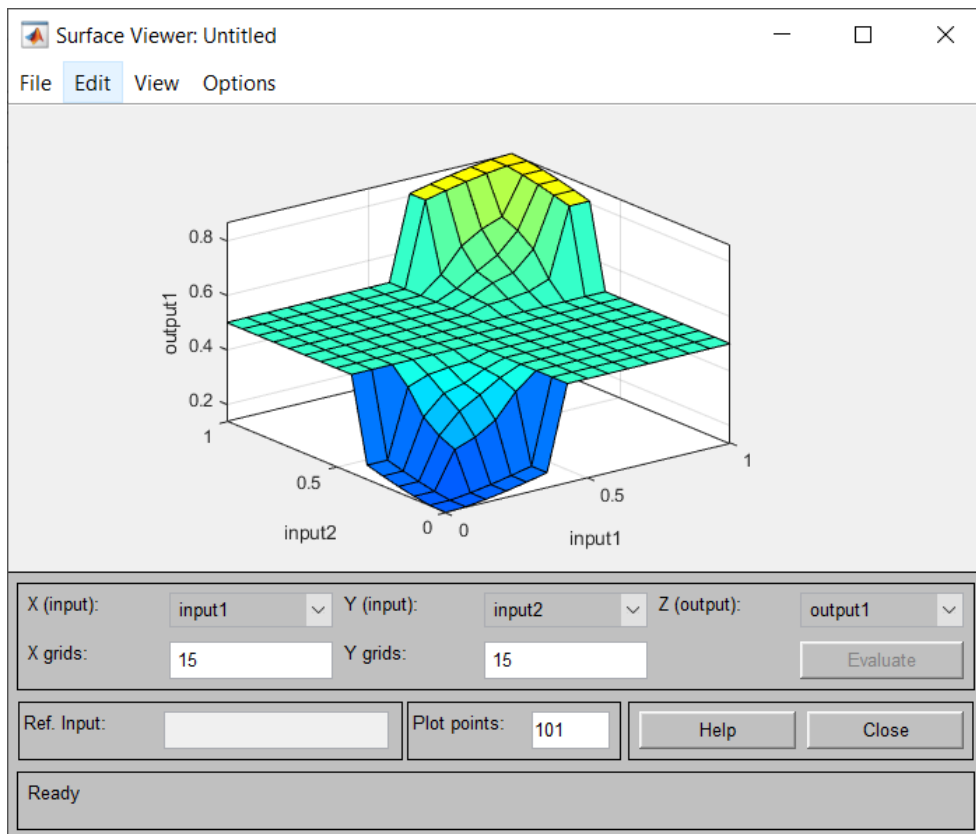 Surface Viewer: Untitled
File Edit View Options
0.8
0.6
0.4
0.2
output1
1
0.5
0
input2
0
0.5
1
input1
X (input): input1 Y (input): input2 Z (output): output1
X grids: 15 Y grids: 15 Evaluate
Ref. Input: Plot points: 101 Help Close
Ready